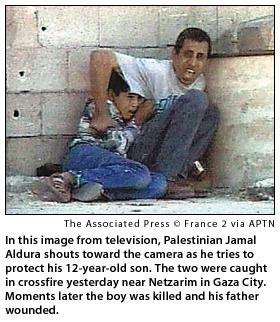 The Associated Press © France 2 via APTN
In this image from television, Palestinian Jamal
Aldura shouts toward the camera as he tries to
protect his 12-year-old son. The two were caught
in crossfire yesterday near Netzarim in Gaza City.
Moments later the boy was killed and his father
wounded.